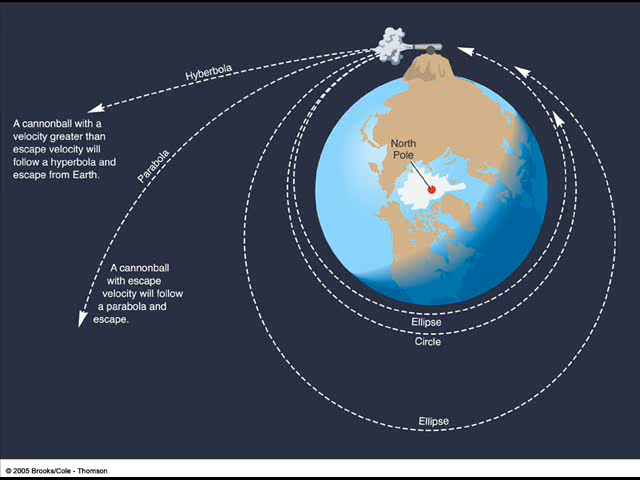 Hyberbola
A cannonball with a
velocity greater than
escape velocity will
follow a hyperbola and
escape from Earth.
Parabola
North
Pole
A cannonball
with escape
velocity will follow
a parabola and
escape.
Ellipse
Circle
Ellipse
© 2005 Brooks/Cole - Thomson